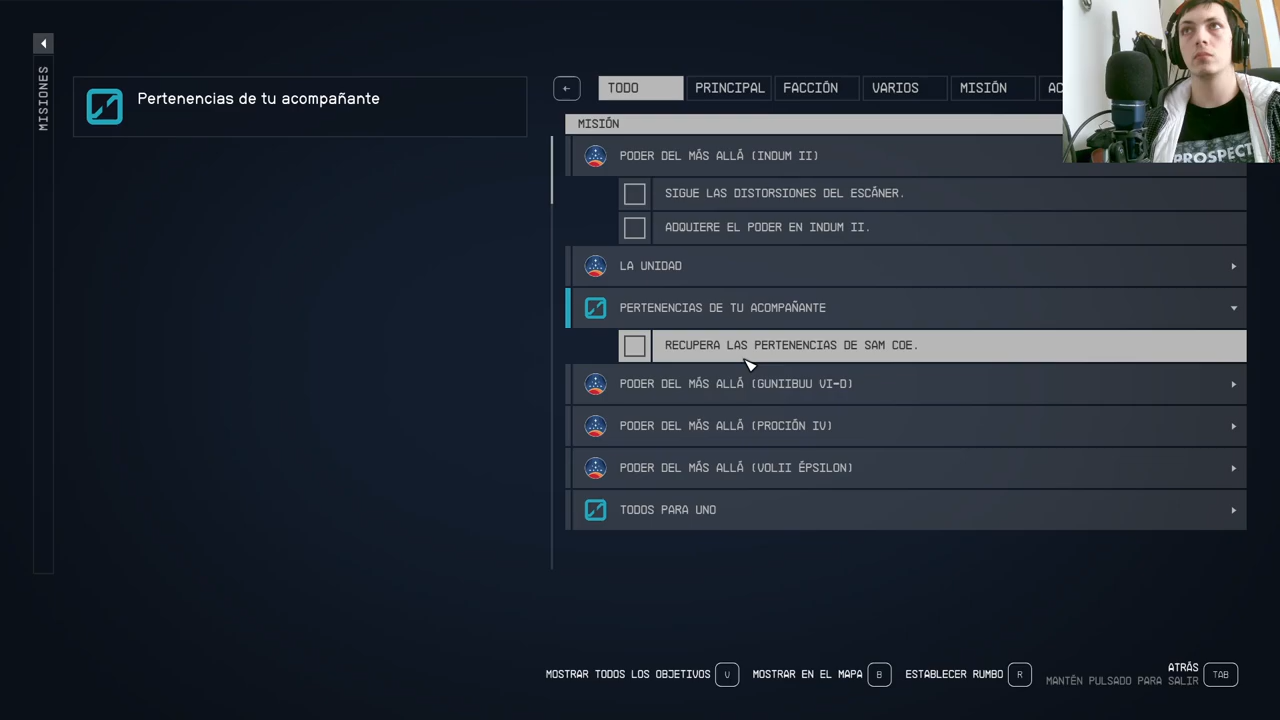 MISIONES
Pertenencias de tu acompañante
←
TODO
PRINCIPAL
FACCIÓN
VARIOS
MISIÓN
AC
MISIÓN
PODER DEL MÁS ALLÁ (INDUM II)
SIGUE LAS DISTORSIONES DEL ESCÁNER.
ADQUIERE EL PODER EN INDUM II.
LA UNIDAD
PERTENENCIAS DE TU ACOMPAÑANTE
RECUPERA LAS PERTENENCIAS DE SAM COE.
PODER DEL MÁS ALLÁ (GUNIIBUU VI-D)
PODER DEL MÁS ALLÁ (PROCIÓN IV)
PODER DEL MÁS ALLÁ (VOLII ÉPSILON)
TODOS PARA UNO
MOSTRAR TODOS LOS OBJETIVOS U
MOSTRAR EN EL MAPA B
ESTABLECER RUMBO R
ATRÁS
MANTÉN PULSADO PARA SALIR
TAB
PROSPECT